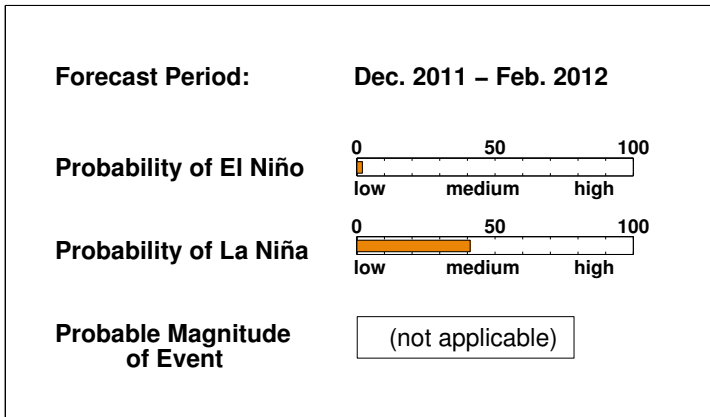 Forecast Period: Dec. 2011 – Feb. 2012
0 50 100
Probability of El Niño
low medium high
0 50 100
Probability of La Niña
low medium high
Probable Magnitude
of Event
(not applicable)